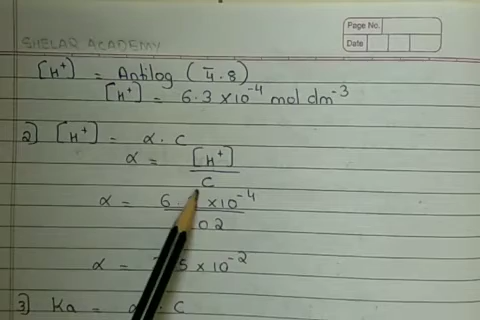 SHELAR ACADEMY
Page No.
Date
[H⁺] = Antilog (4̄.8)
[H⁺] = 6.3 × 10⁻⁴ mol dm⁻³
2) [H⁺] = α · C
α = [H⁺]
C
α = 6. × 10⁻⁴
02
α = 5 × 10⁻²
3) Ka = · C